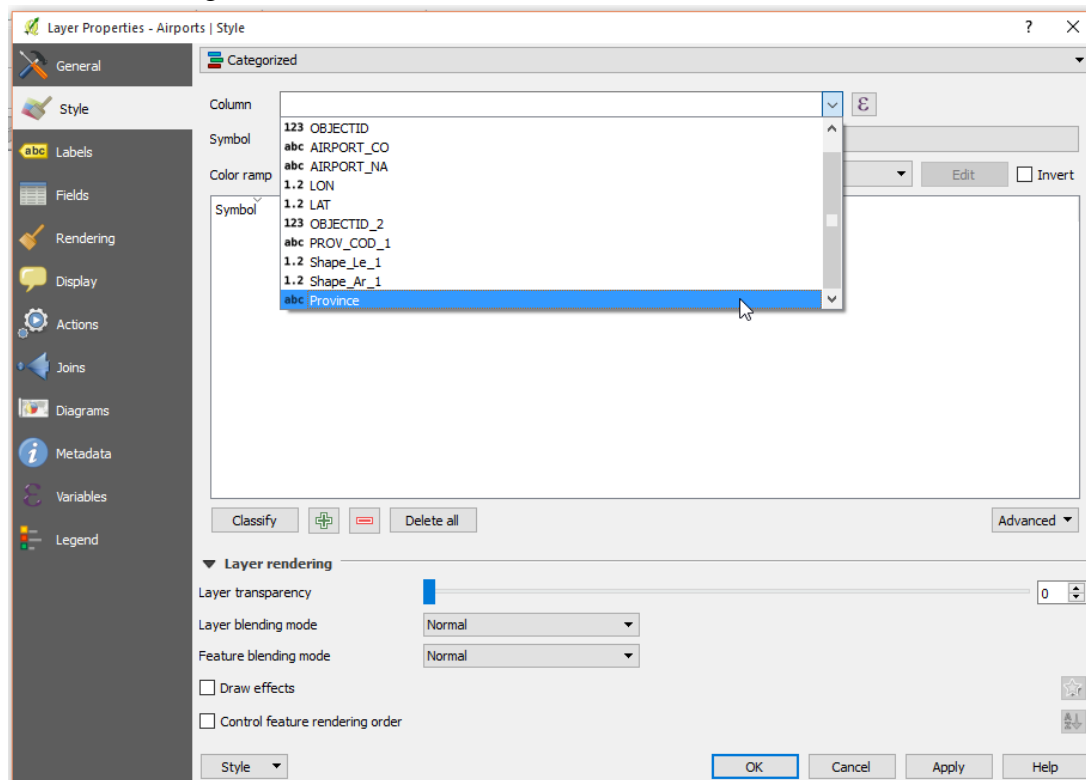 Layer Properties - Airports | Style
?
General
Style
abc Labels
Fields
Rendering
Display
Actions
Joins
Diagrams
Metadata
Variables
Legend
Categorized
Column
ε
123 OBJECTID
abc AIRPORT_CO
abc AIRPORT_NA
1.2 LON
1.2 LAT
123 OBJECTID_2
abc PROV_COD_1
1.2 Shape_Le_1
1.2 Shape_Ar_1
abc Province
Symbol
Color ramp
Edit
Invert
Symbol
Classify
Delete all
Advanced
Layer rendering
Layer transparency
0
Layer blending mode
Normal
Feature blending mode
Normal
Draw effects
Control feature rendering order
Style
OK
Cancel
Apply
Help